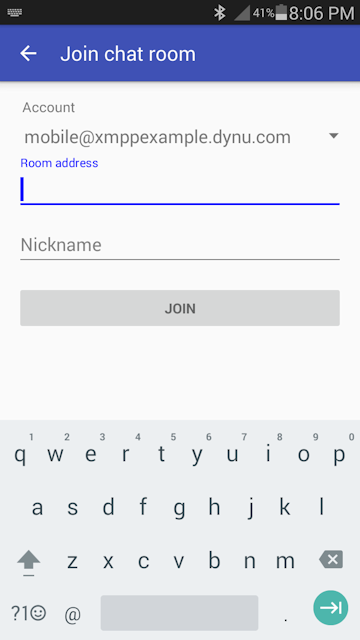 41% 8:06 PM
Join chat room
Account
mobile@xmppexample.dynu.com
Room address
Nickname
JOIN
1 2 3 4 5 6 7 8 9 0
q w e r t y u i o p
a s d f g h j k l
z x c v b n m
?1☺ @ .